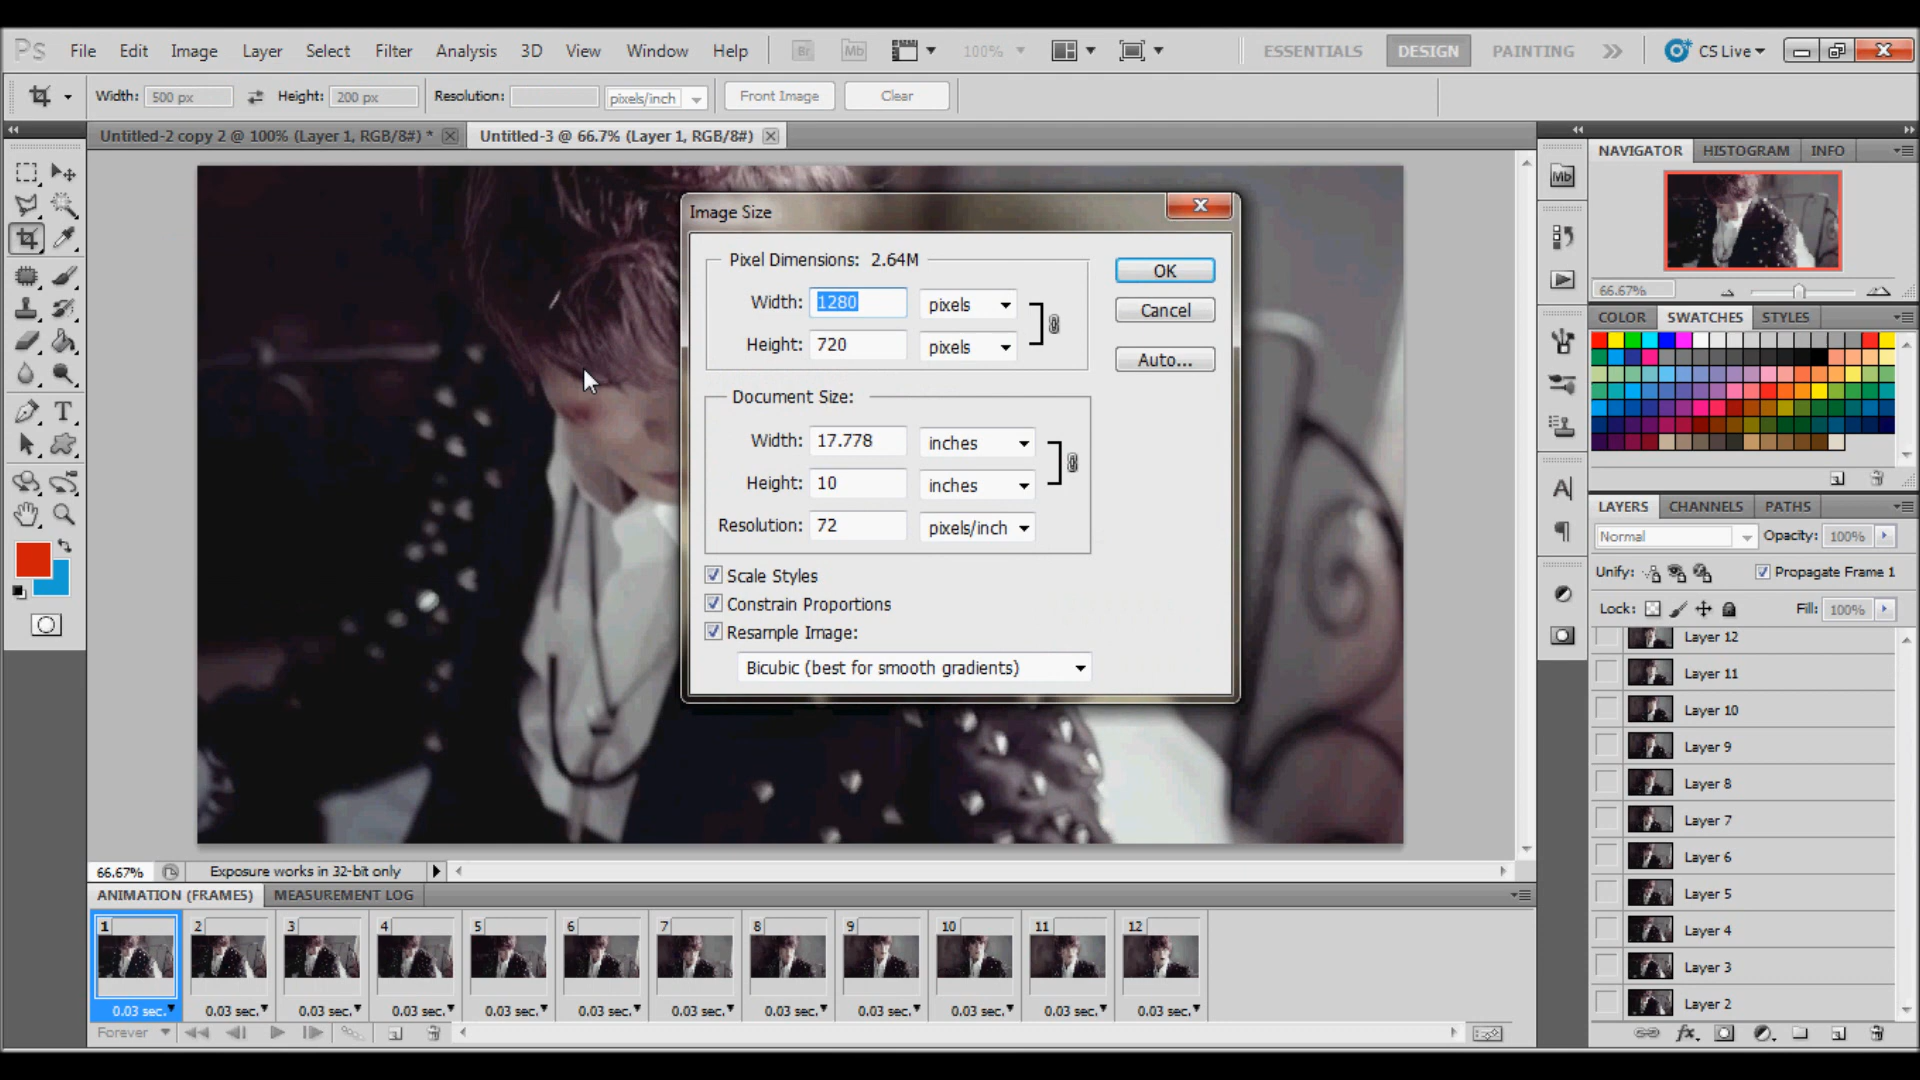 Ps File Edit Image Layer Select Filter Analysis 3D View Window Help Br Mb 100% ESSENTIALS DESIGN PAINTING CS Live
Width: 500 px Height: 200 px Resolution: pixels/inch Front Image Clear
Untitled-2 copy 2 @ 100% (Layer 1, RGB/8#) * Untitled-3 @ 66.7% (Layer 1, RGB/8#)
Image Size
Pixel Dimensions: 2.64M
Width: 1280 pixels
Height: 720 pixels
OK
Cancel
Auto...
Document Size:
Width: 17.778 inches
Height: 10 inches
Resolution: 72 pixels/inch
Scale Styles
Constrain Proportions
Resample Image:
Bicubic (best for smooth gradients)
Mb
NAVIGATOR HISTOGRAM INFO
66.67%
COLOR SWATCHES STYLES
LAYERS CHANNELS PATHS
Normal Opacity: 100%
Unify: Propagate Frame 1
Lock: Fill: 100%
Layer 12
Layer 11
Layer 10
Layer 9
Layer 8
Layer 7
Layer 6
Layer 5
Layer 4
Layer 3
Layer 2
66.67% Exposure works in 32-bit only
ANIMATION (FRAMES) MEASUREMENT LOG
1 2 3 4 5 6 7 8 9 10 11 12
0.03 sec. 0.03 sec. 0.03 sec. 0.03 sec. 0.03 sec. 0.03 sec. 0.03 sec. 0.03 sec. 0.03 sec. 0.03 sec. 0.03 sec. 0.03 sec.
Forever